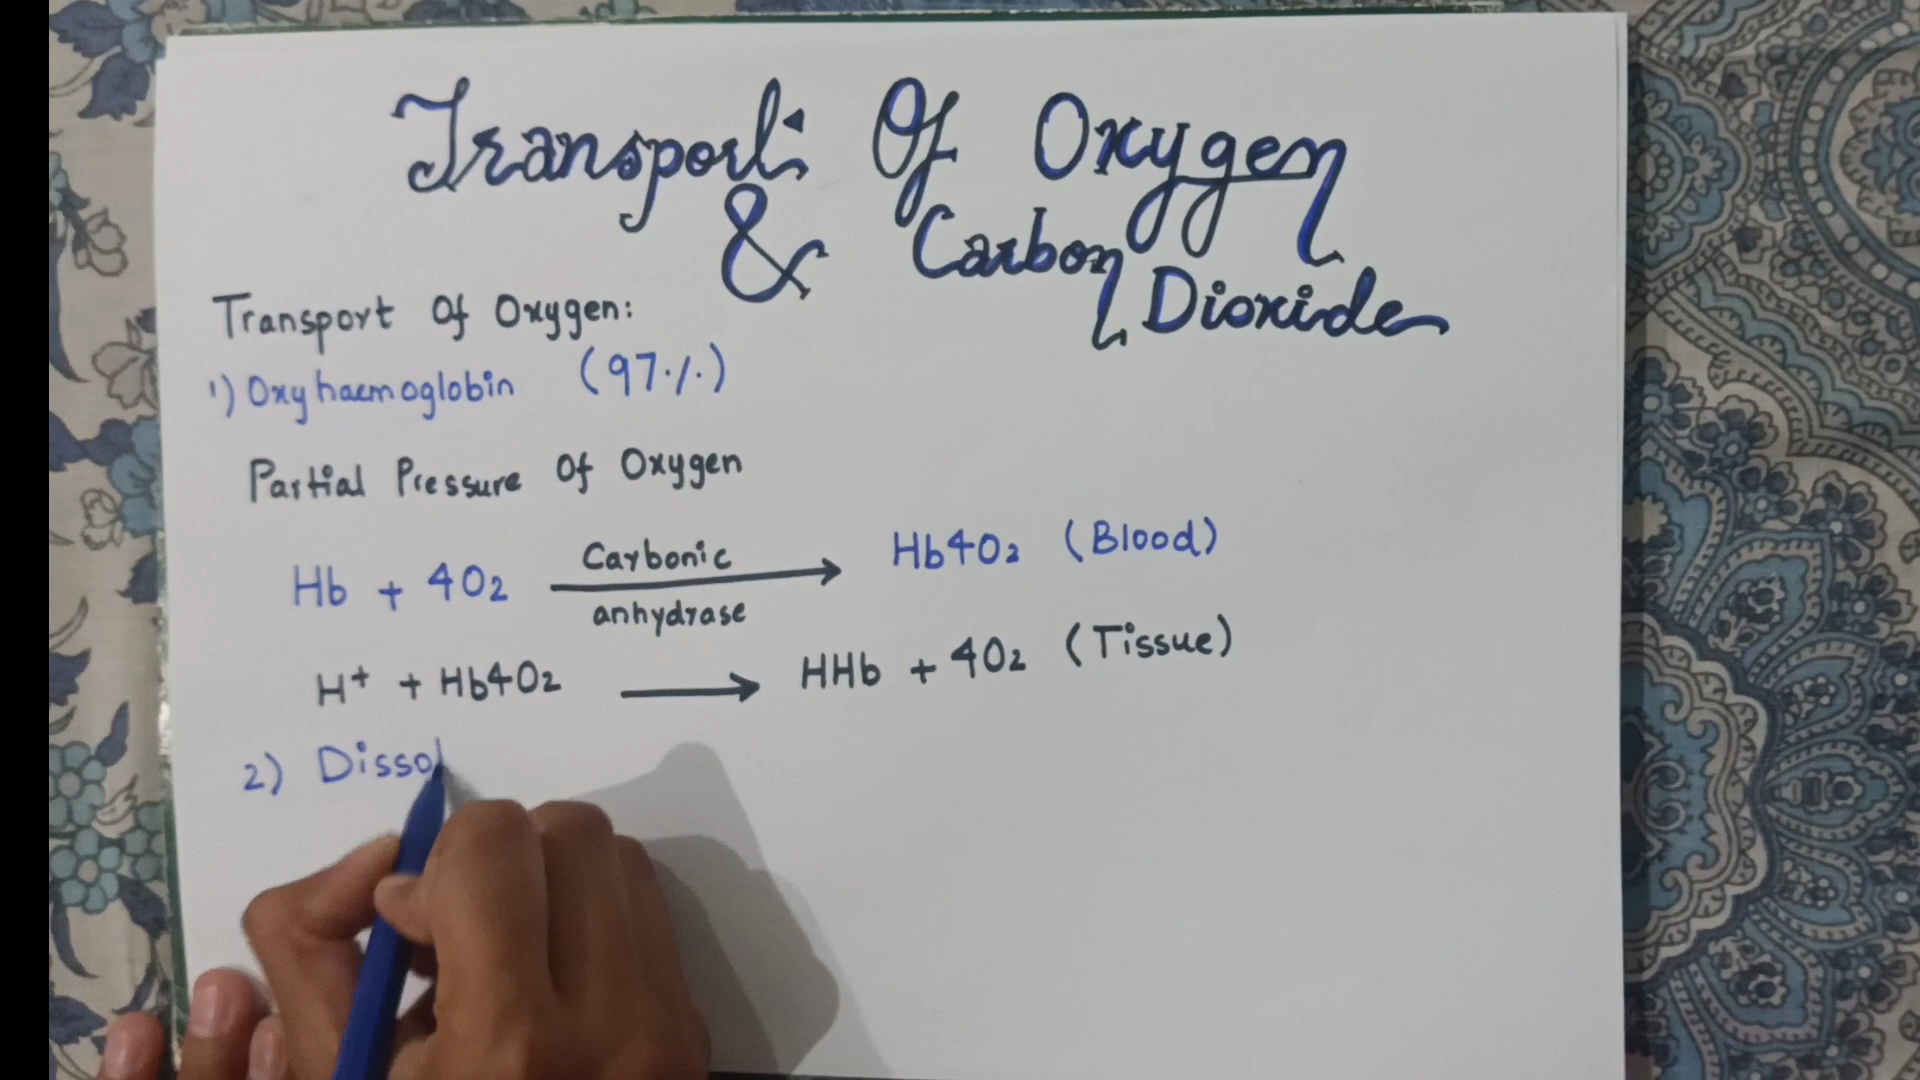 Transport Of Oxygen
& Carbon
Dioxide
Transport Of Oxygen:
1) Oxyhaemoglobin (97%)
Partial Pressure Of Oxygen
Hb + 4O2 Carbonic anhydrase → Hb4O2 (Blood)
H+ + Hb4O2 → HHb + 4O2 (Tissue)
2) Dissol